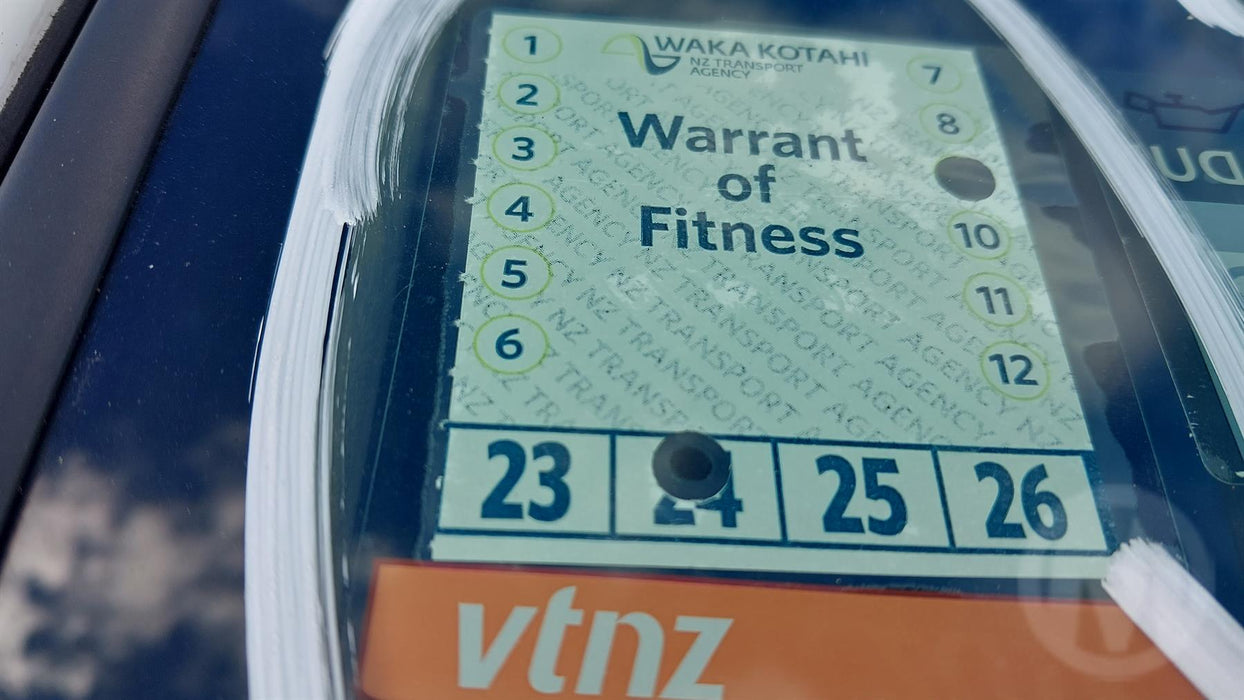 WAKA KOTAHI
NZ TRANSPORT
AGENCY
Warrant
of
Fitness
1
2
3
4
5
6
7
8
10
11
12
23 24 25 26
vtnz